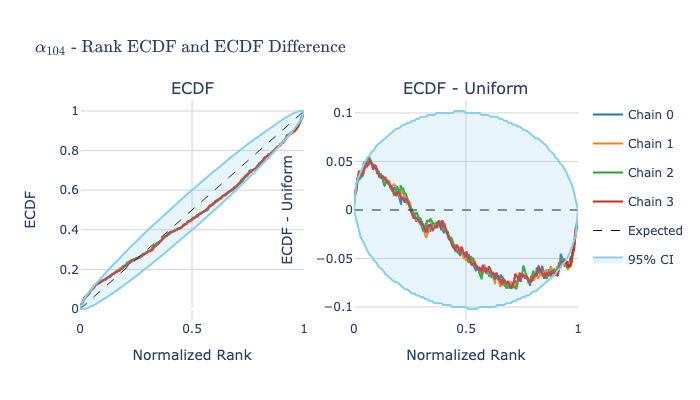 α₁₀₄ - Rank ECDF and ECDF Difference
ECDF
ECDF - Uniform
ECDF
1
0.8
0.6
0.4
0.2
0
0
0.5
1
Normalized Rank
ECDF - Uniform
0.1
0.05
0
−0.05
−0.1
0
0.5
1
Normalized Rank
Chain 0
Chain 1
Chain 2
Chain 3
Expected
95% CI